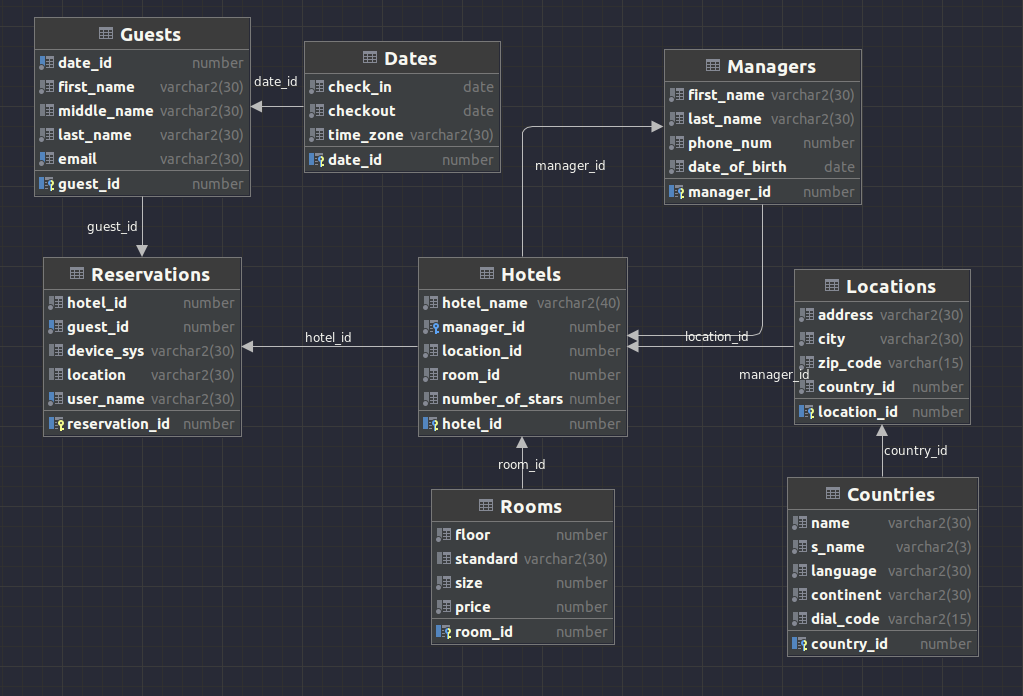 Guests
date_id number
first_name varchar2(30)
middle_name varchar2(30)
last_name varchar2(30)
email varchar2(30)
guest_id number
date_id
Dates
check_in date
checkout date
time_zone varchar2(30)
date_id number
Managers
first_name varchar2(30)
last_name varchar2(30)
phone_num number
date_of_birth date
manager_id number
manager_id
guest_id
Reservations
hotel_id number
guest_id number
device_sys varchar2(30)
location varchar2(30)
user_name varchar2(30)
reservation_id number
hotel_id
Hotels
hotel_name varchar2(40)
manager_id number
location_id number
room_id number
number_of_stars number
hotel_id number
location_id
manager_id
Locations
address varchar2(30)
city varchar2(30)
zip_code varchar(15)
country_id number
location_id number
room_id
country_id
Rooms
floor number
standard varchar2(30)
size number
price number
room_id number
Countries
name varchar2(30)
s_name varchar2(3)
language varchar2(30)
continent varchar2(30)
dial_code varchar2(15)
country_id number